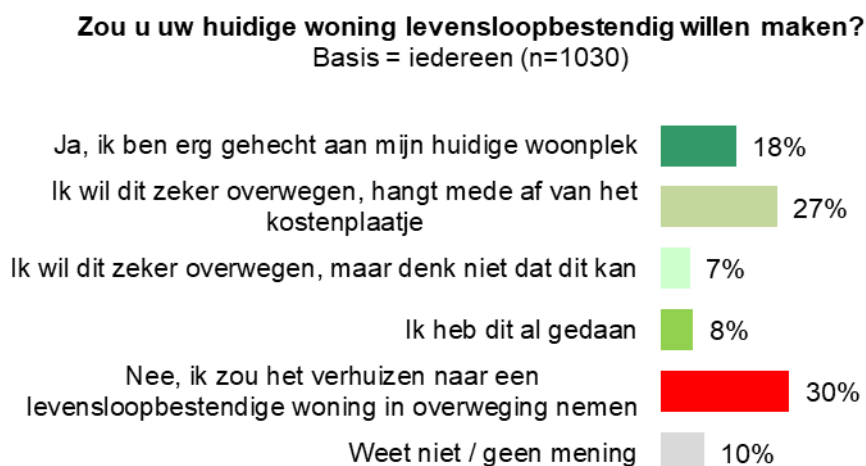 Zou u uw huidige woning levensloopbestendig willen maken?
Basis = iedereen (n=1030)
Ja, ik ben erg gehecht aan mijn huidige woonplek 18%
Ik wil dit zeker overwegen, hangt mede af van het
kostenplaatje 27%
Ik wil dit zeker overwegen, maar denk niet dat dit kan 7%
Ik heb dit al gedaan 8%
Nee, ik zou het verhuizen naar een
levensloopbestendige woning in overweging nemen 30%
Weet niet / geen mening 10%